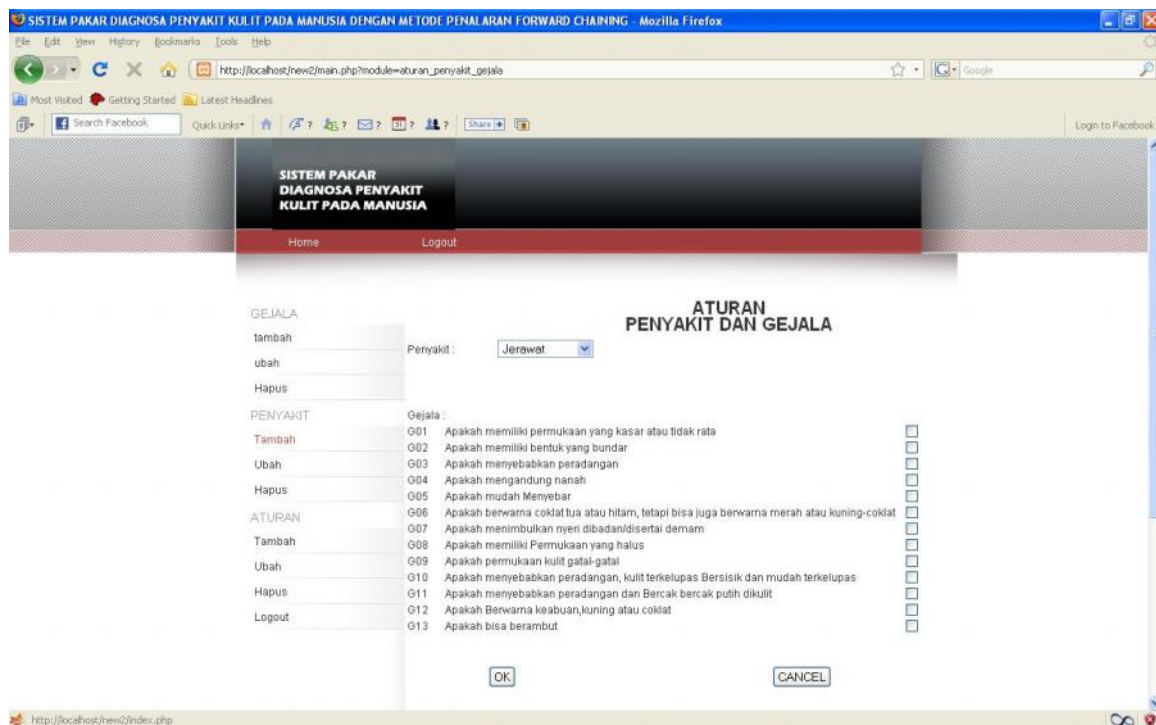 SISTEM PAKAR DIAGNOSA PENYAKIT KULIT PADA MANUSIA DENGAN METODE PENALARAN FORWARD CHAINING - Mozilla Firefox
File Edit View History Bookmarks Tools Help
http://localhost/new2/main.php?module=aturan_penyakit_gejala
Google
Most Visited Getting Started Latest Headlines
Search Facebook Quick Links ? ? ? 31 ? ? Share Login to Facebook
SISTEM PAKAR
DIAGNOSA PENYAKIT
KULIT PADA MANUSIA
Home Logout
GEJALA
tambah
ubah
Hapus
PENYAKIT
Tambah
Ubah
Hapus
ATURAN
Tambah
Ubah
Hapus
Logout
ATURAN
PENYAKIT DAN GEJALA
Penyakit : Jerawat
Gejala :
G01 Apakah memiliki permukaan yang kasar atau tidak rata
G02 Apakah memiliki bentuk yang bundar
G03 Apakah menyebabkan peradangan
G04 Apakah mengandung nanah
G05 Apakah mudah Menyebar
G06 Apakah berwarna coklat tua atau hitam, tetapi bisa juga berwarna merah atau kuning-coklat
G07 Apakah menimbulkan nyeri dibadan/disertai demam
G08 Apakah memiliki Permukaan yang halus
G09 Apakah permukaan kulit gatal-gatal
G10 Apakah menyebabkan peradangan, kulit terkelupas Bersisik dan mudah terkelupas
G11 Apakah menyebabkan peradangan dan Bercak bercak putih dikulit
G12 Apakah Berwarna keabuan,kuning atau coklat
G13 Apakah bisa berambut
OK CANCEL
http://localhost/new2/index.php